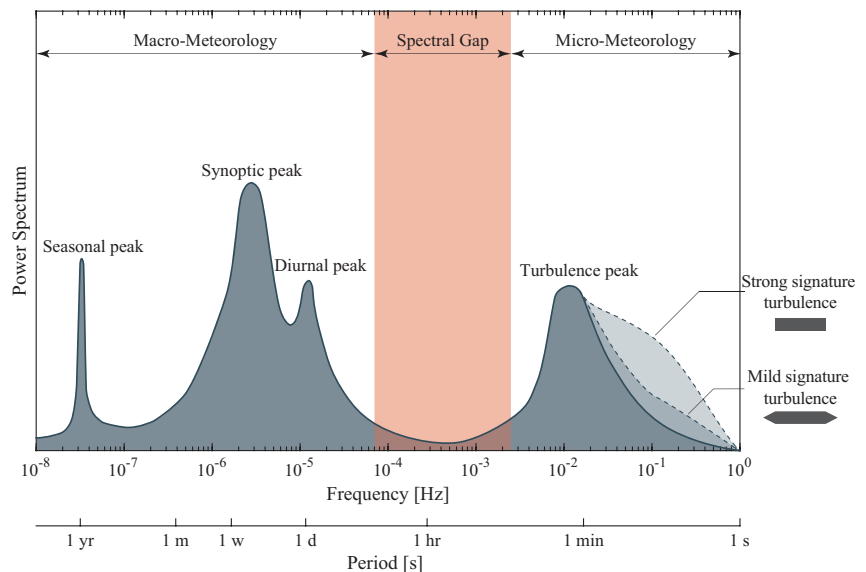 Macro-Meteorology
Spectral Gap
Micro-Meteorology
Power Spectrum
Synoptic peak
Seasonal peak
Diurnal peak
Turbulence peak
Strong signature
turbulence
Mild signature
turbulence
10⁻⁸ 10⁻⁷ 10⁻⁶ 10⁻⁵ 10⁻⁴ 10⁻³ 10⁻² 10⁻¹ 10⁰
Frequency [Hz]
1 yr 1 m 1 w 1 d 1 hr 1 min 1 s
Period [s]